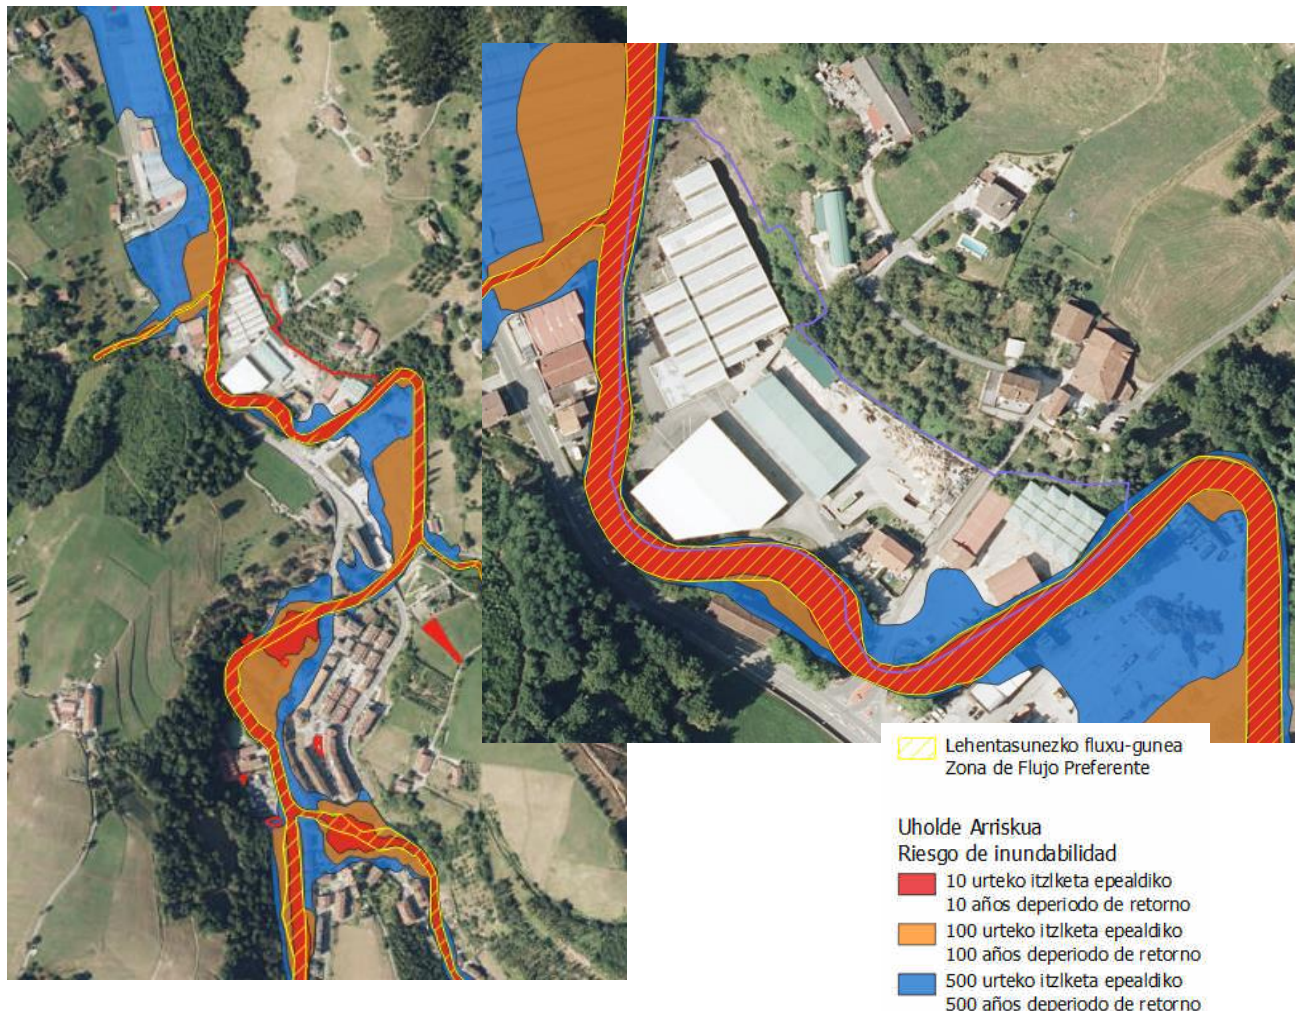 Lehentasunezko fluxu-gunea
Zona de Flujo Preferente
Uholde Arriskua
Riesgo de inundabilidad
10 urteko itzlketa epealdiko
10 años deperiodo de retorno
100 urteko itzlketa epealdiko
100 años deperiodo de retorno
500 urteko itzlketa epealdiko
500 años deperiodo de retorno